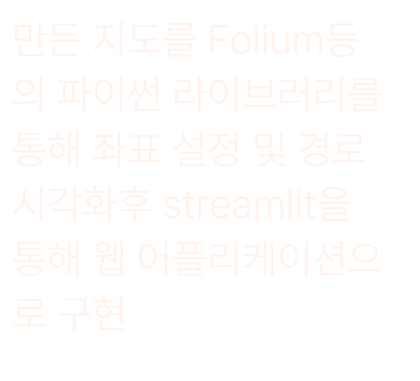 만든 지도를 Folium등
의 파이썬 라이브러리를
통해 좌표 설정 및 경로
시각화후 streamlit을
통해 웹 어플리케이션으
로 구현